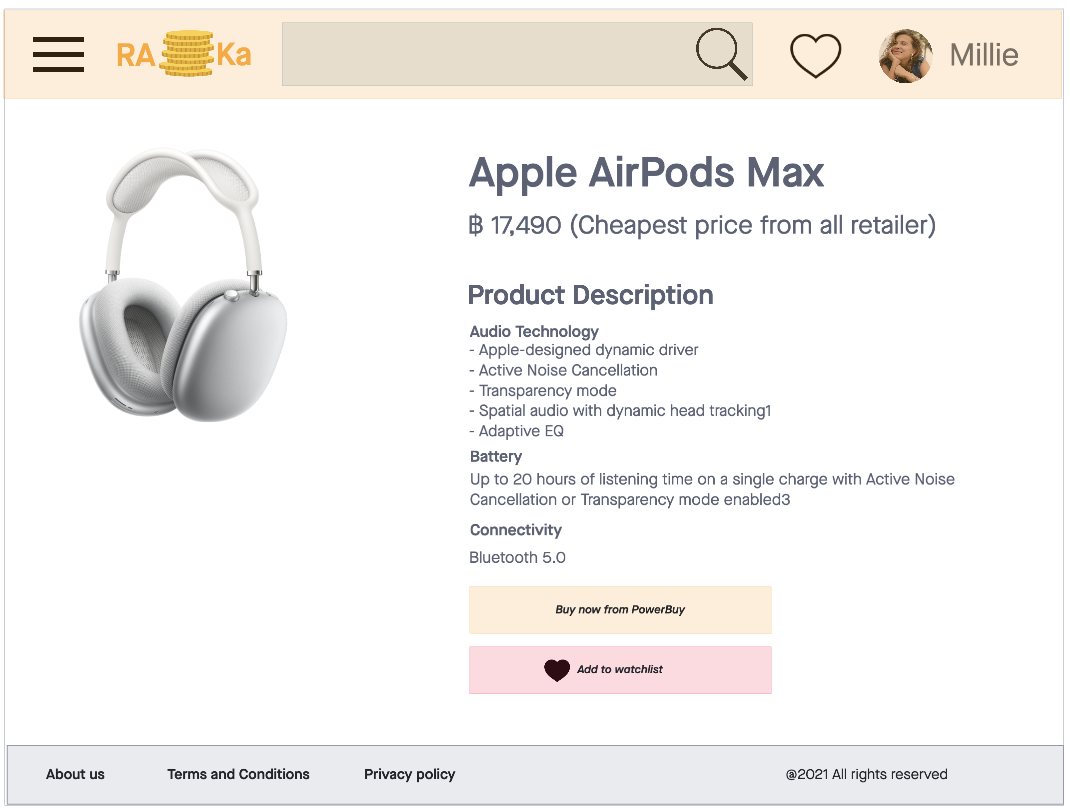 RA Ka
Millie
Apple AirPods Max
฿ 17,490 (Cheapest price from all retailer)
Product Description
Audio Technology
- Apple-designed dynamic driver
- Active Noise Cancellation
- Transparency mode
- Spatial audio with dynamic head tracking1
- Adaptive EQ
Battery
Up to 20 hours of listening time on a single charge with Active Noise
Cancellation or Transparency mode enabled3
Connectivity
Bluetooth 5.0
Buy now from PowerBuy
Add to watchlist
About us
Terms and Conditions
Privacy policy
@2021 All rights reserved